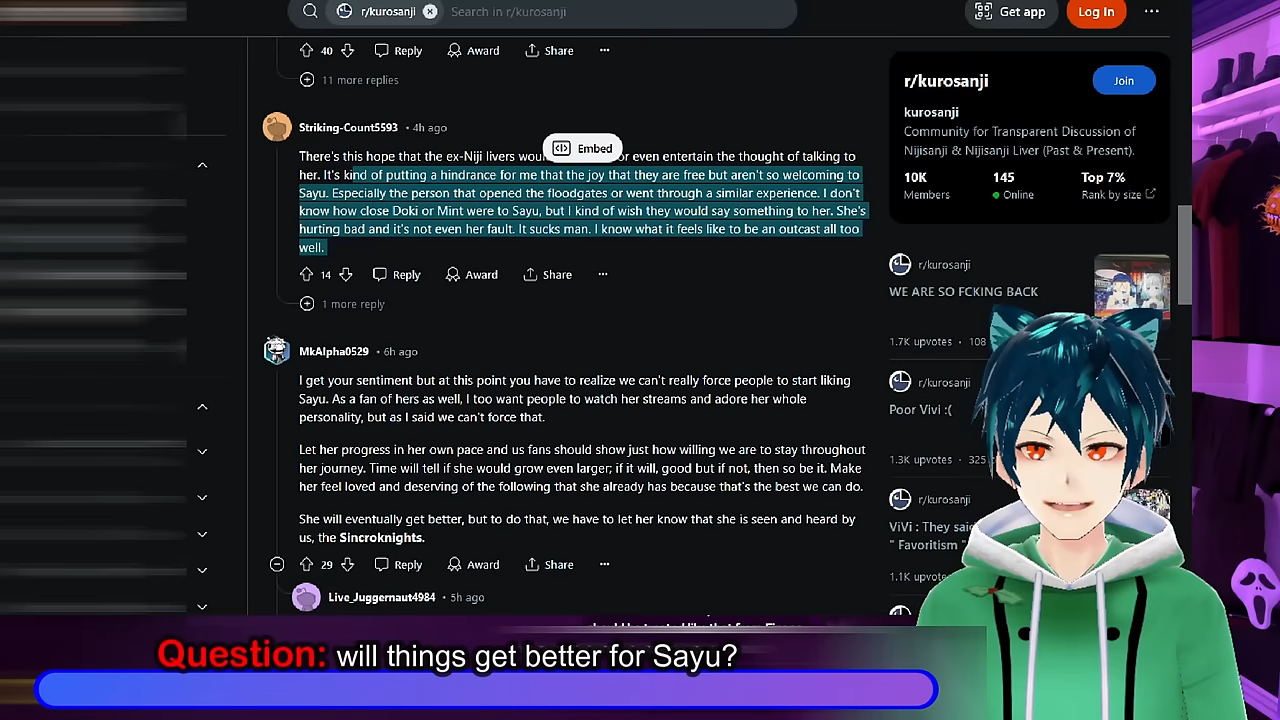 r/kurosanji
Search in r/kurosanji
Get app
Log In
40
Reply
Award
Share
11 more replies
Striking-Count5593 • 4h ago
Embed
There's this hope that the ex-Niji livers or even entertain the thought of talking to
her. It's kind of putting a hindrance for me that the joy that they are free but aren't so welcoming to
Sayu. Especially the person that opened the floodgates or went through a similar experience. I don't
know how close Doki or Mint were to Sayu, but I kind of wish they would say something to her. She's
hurting bad and it's not even her fault. It sucks man. I know what it feels like to be an outcast all too
well.
14
Reply
Award
Share
1 more reply
MkAlpha0529 • 6h ago
I get your sentiment but at this point you have to realize we can't really force people to start liking
Sayu. As a fan of hers as well, I too want people to watch her streams and adore her whole
personality, but as I said we can't force that.
Let her progress in her own pace and us fans should show just how willing we are to stay throughout
her journey. Time will tell if she would grow even larger; if it will, good but if not, then so be it. Make
her feel loved and deserving of the following that she already has because that's the best we can do.
She will eventually get better, but to do that, we have to let her know that she is seen and heard by
us, the Sincroknights.
29
Reply
Award
Share
Live_Juggernaut4984 • 5h ago
r/kurosanji
Join
kurosanji
Community for Transparent Discussion of
Nijisanji & Nijisanji Liver (Past & Present).
10K
145
Top 7%
Members
Online
Rank by size
r/kurosanji
WE ARE SO FCKING BACK
1.7K upvotes • 108
r/kurosanji
Poor Vivi :(
1.3K upvotes • 325
r/kurosanji
ViVi : They said
" Favoritism "
1.1K upvotes
Question: will things get better for Sayu?